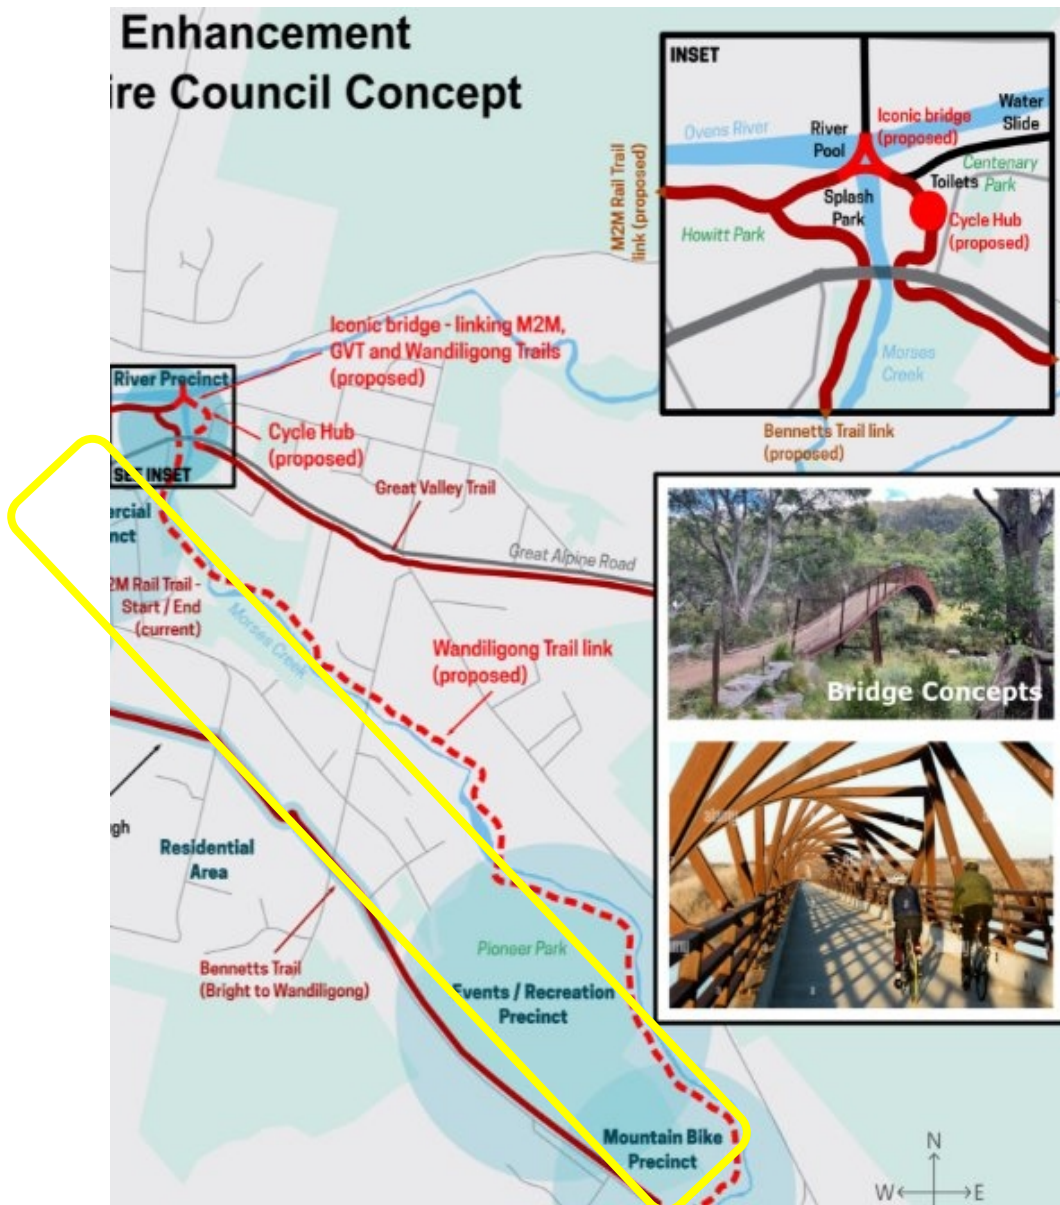 Enhancement
ire Council Concept
INSET
Water
Slide
Iconic bridge
(proposed)
Ovens River
River
Pool
Centenary
Park
Toilets
Splash
Park
Howitt Park
Cycle Hub
(proposed)
M2M Rail Trail
link (proposed)
Morses
Creek
Bennetts Trail link
(proposed)
Iconic bridge - linking M2M,
GVT and Wandiligong Trails
(proposed)
River Precinct
Cycle Hub
(proposed)
SEE INSET
Great Valley Trail
Great Alpine Road
ercial
nct
2M Rail Trail -
Start / End
(current)
Morses Creek
Wandiligong Trail link
(proposed)
Bridge Concepts
gh
Residential
Area
Bennetts Trail
(Bright to Wandiligong)
Pioneer Park
Events / Recreation
Precinct
Mountain Bike
Precinct
N
W
E